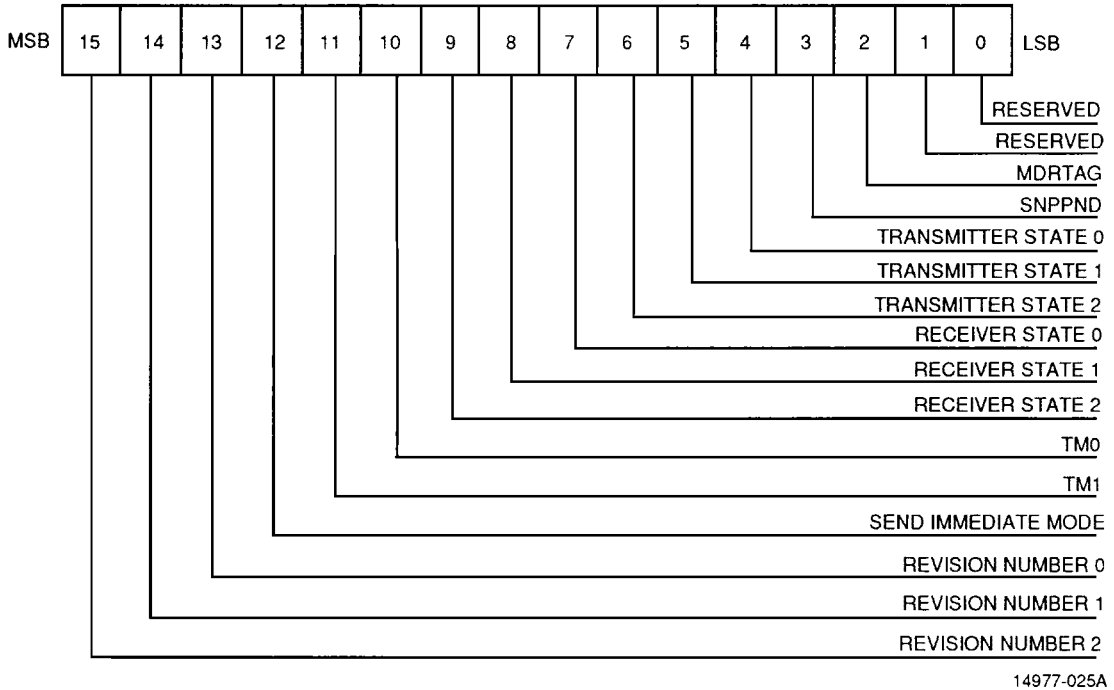 MSB 15 14 13 12 11 10 9 8 7 6 5 4 3 2 1 0 LSB
RESERVED
RESERVED
MDRTAG
SNPPND
TRANSMITTER STATE 0
TRANSMITTER STATE 1
TRANSMITTER STATE 2
RECEIVER STATE 0
RECEIVER STATE 1
RECEIVER STATE 2
TM0
TM1
SEND IMMEDIATE MODE
REVISION NUMBER 0
REVISION NUMBER 1
REVISION NUMBER 2
14977-025A